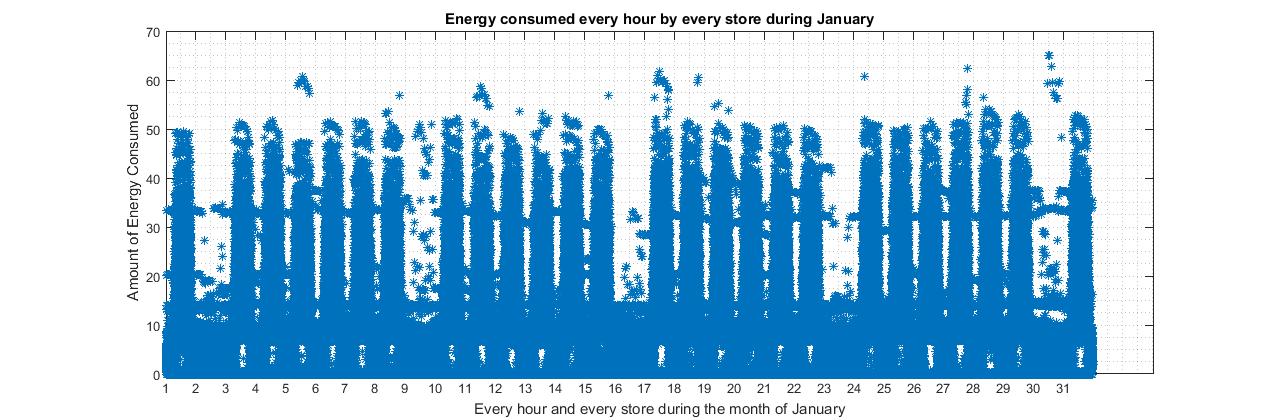 Energy consumed every hour by every store during January
70
60
50
40
30
20
10
0
Amount of Energy Consumed
1 2 3 4 5 6 7 8 9 10 11 12 13 14 15 16 17 18 19 20 21 22 23 24 25 26 27 28 29 30 31
Every hour and every store during the month of January